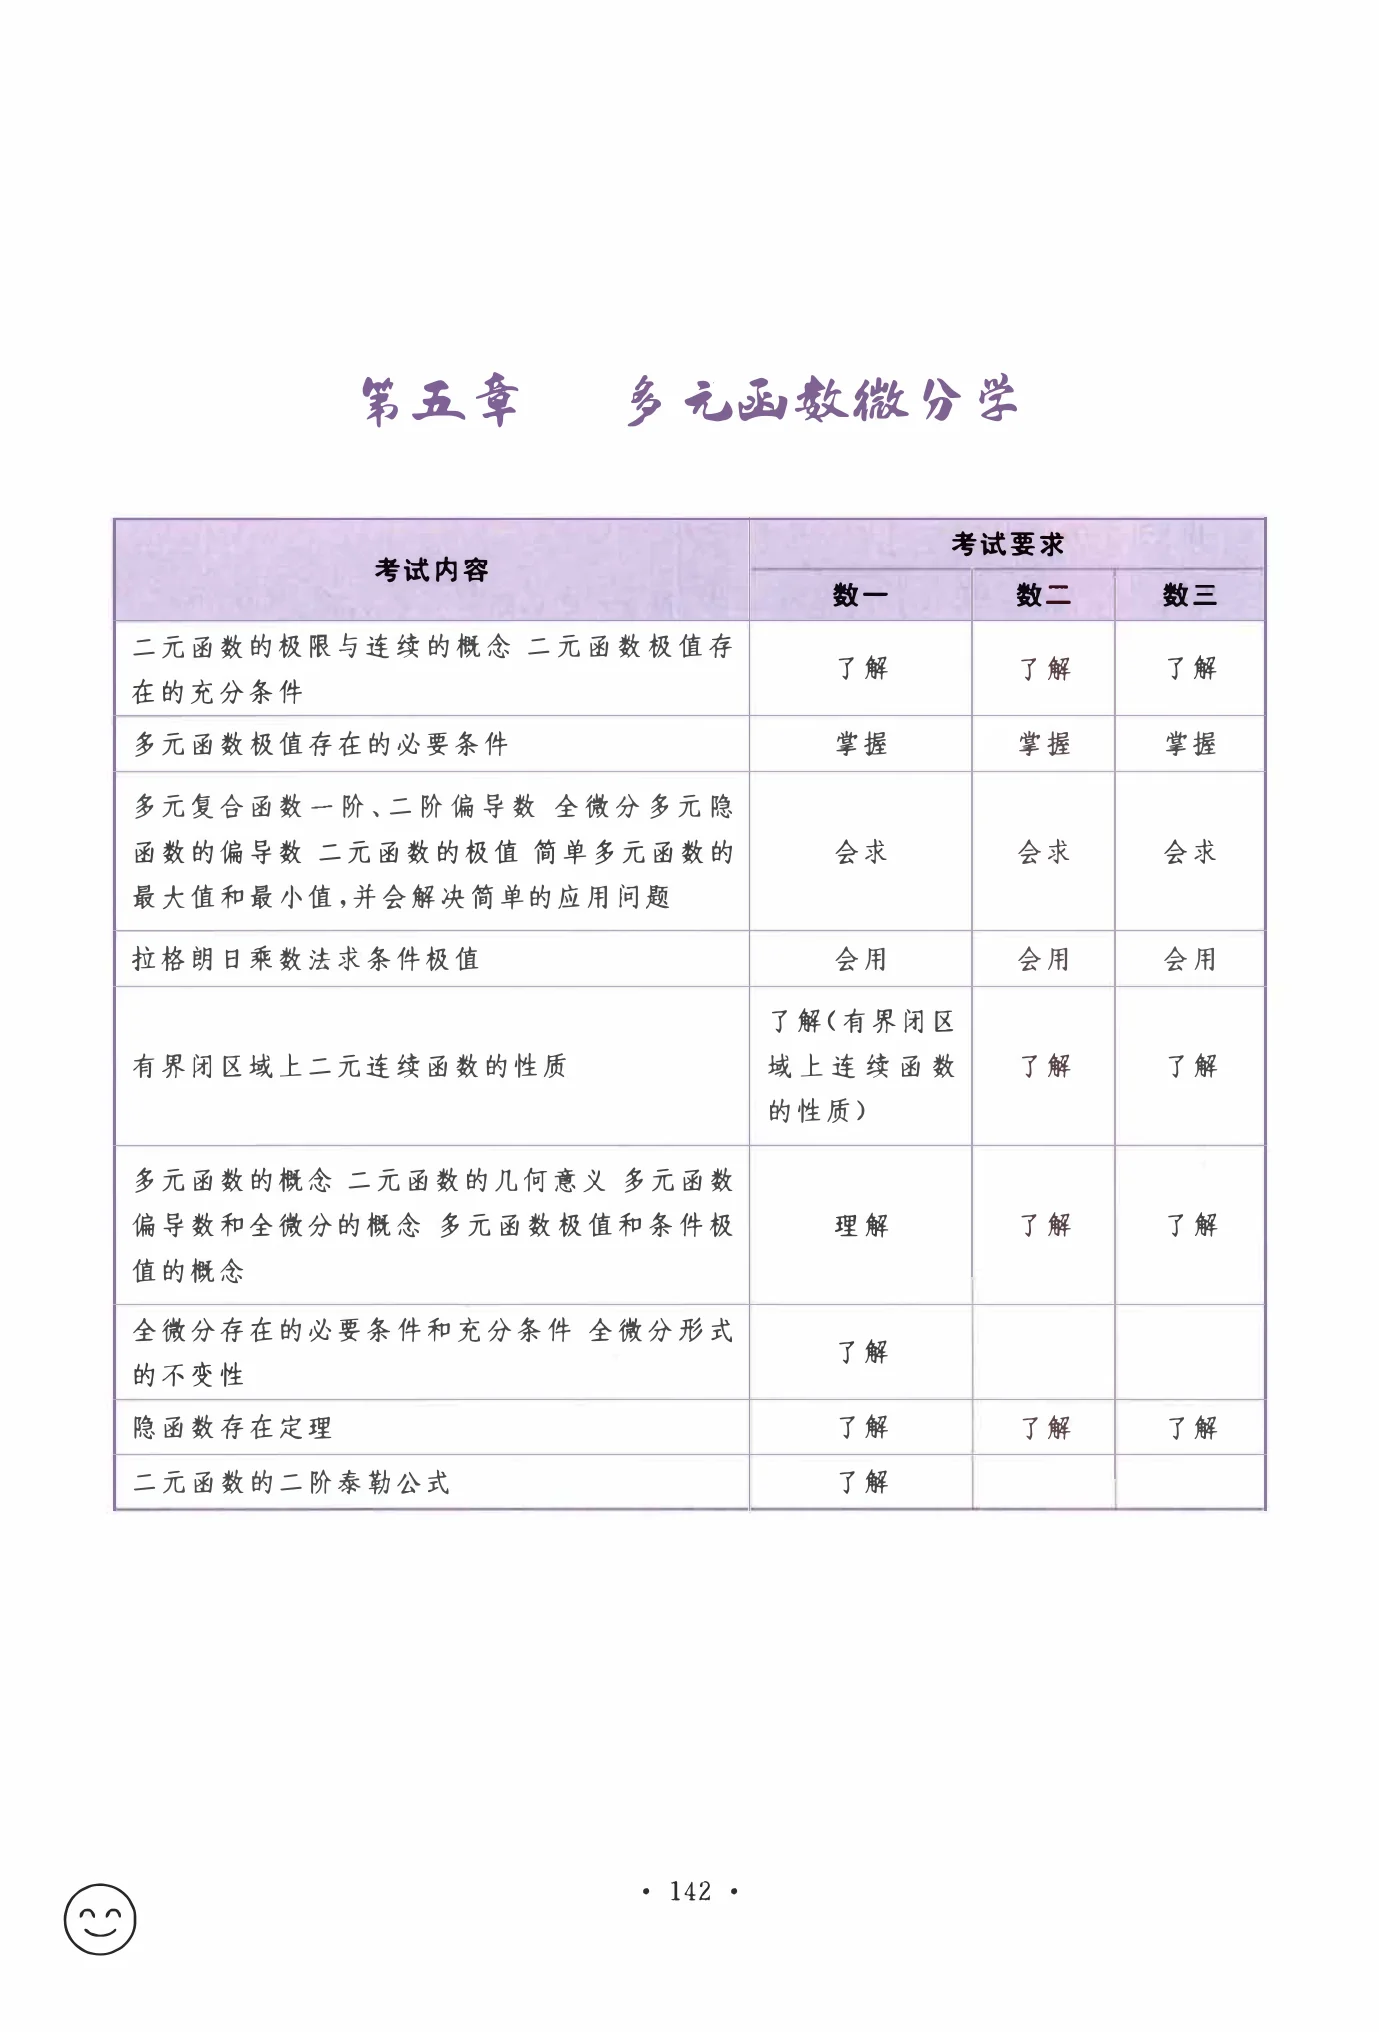 第五章 多元函数微分学
考试内容
考试要求
数一 数二 数三
二元函数的极限与连续的概念 二元函数极值存
在的充分条件
了解 了解 了解
多元函数极值存在的必要条件 掌握 掌握 掌握
多元复合函数一阶、二阶偏导数 全微分多元隐
函数的偏导数 二元函数的极值 简单多元函数的
最大值和最小值,并会解决简单的应用问题
会求 会求 会求
拉格朗日乘数法求条件极值 会用 会用 会用
有界闭区域上二元连续函数的性质
了解(有界闭区
域上连续函数
的性质)
了解 了解
多元函数的概念 二元函数的几何意义 多元函数
偏导数和全微分的概念 多元函数极值和条件极
值的概念
理解 了解 了解
全微分存在的必要条件和充分条件 全微分形式
的不变性
了解
隐函数存在定理 了解 了解 了解
二元函数的二阶泰勒公式 了解
· 142 ·